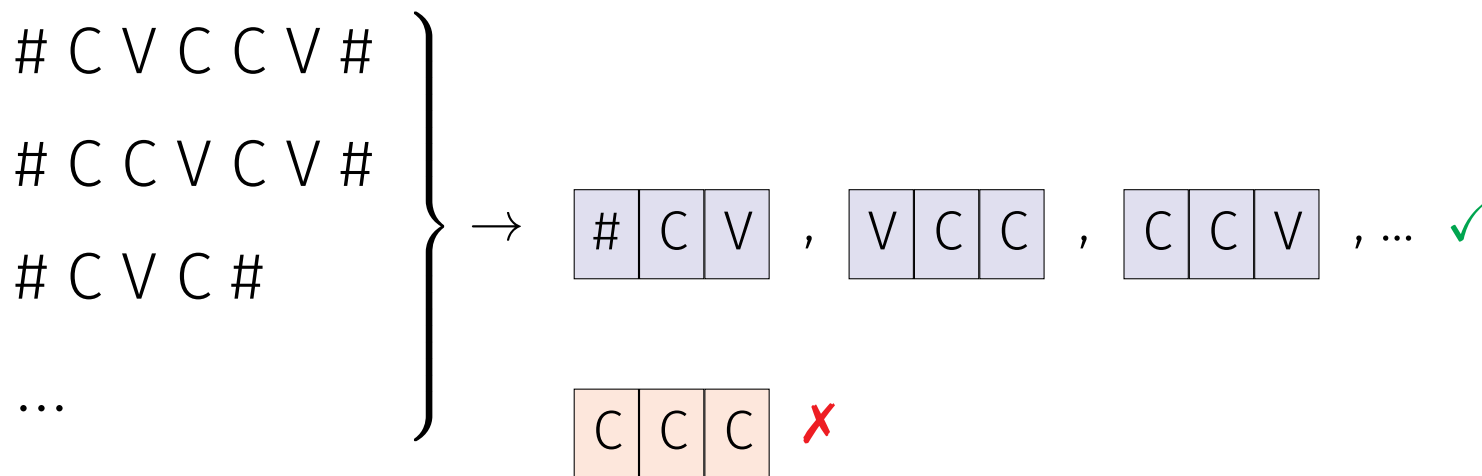 # C V C C V #
# C C V C V #
# C V C #
...
→ # C V , V C C , C C V , ... ✓
C C C ✗